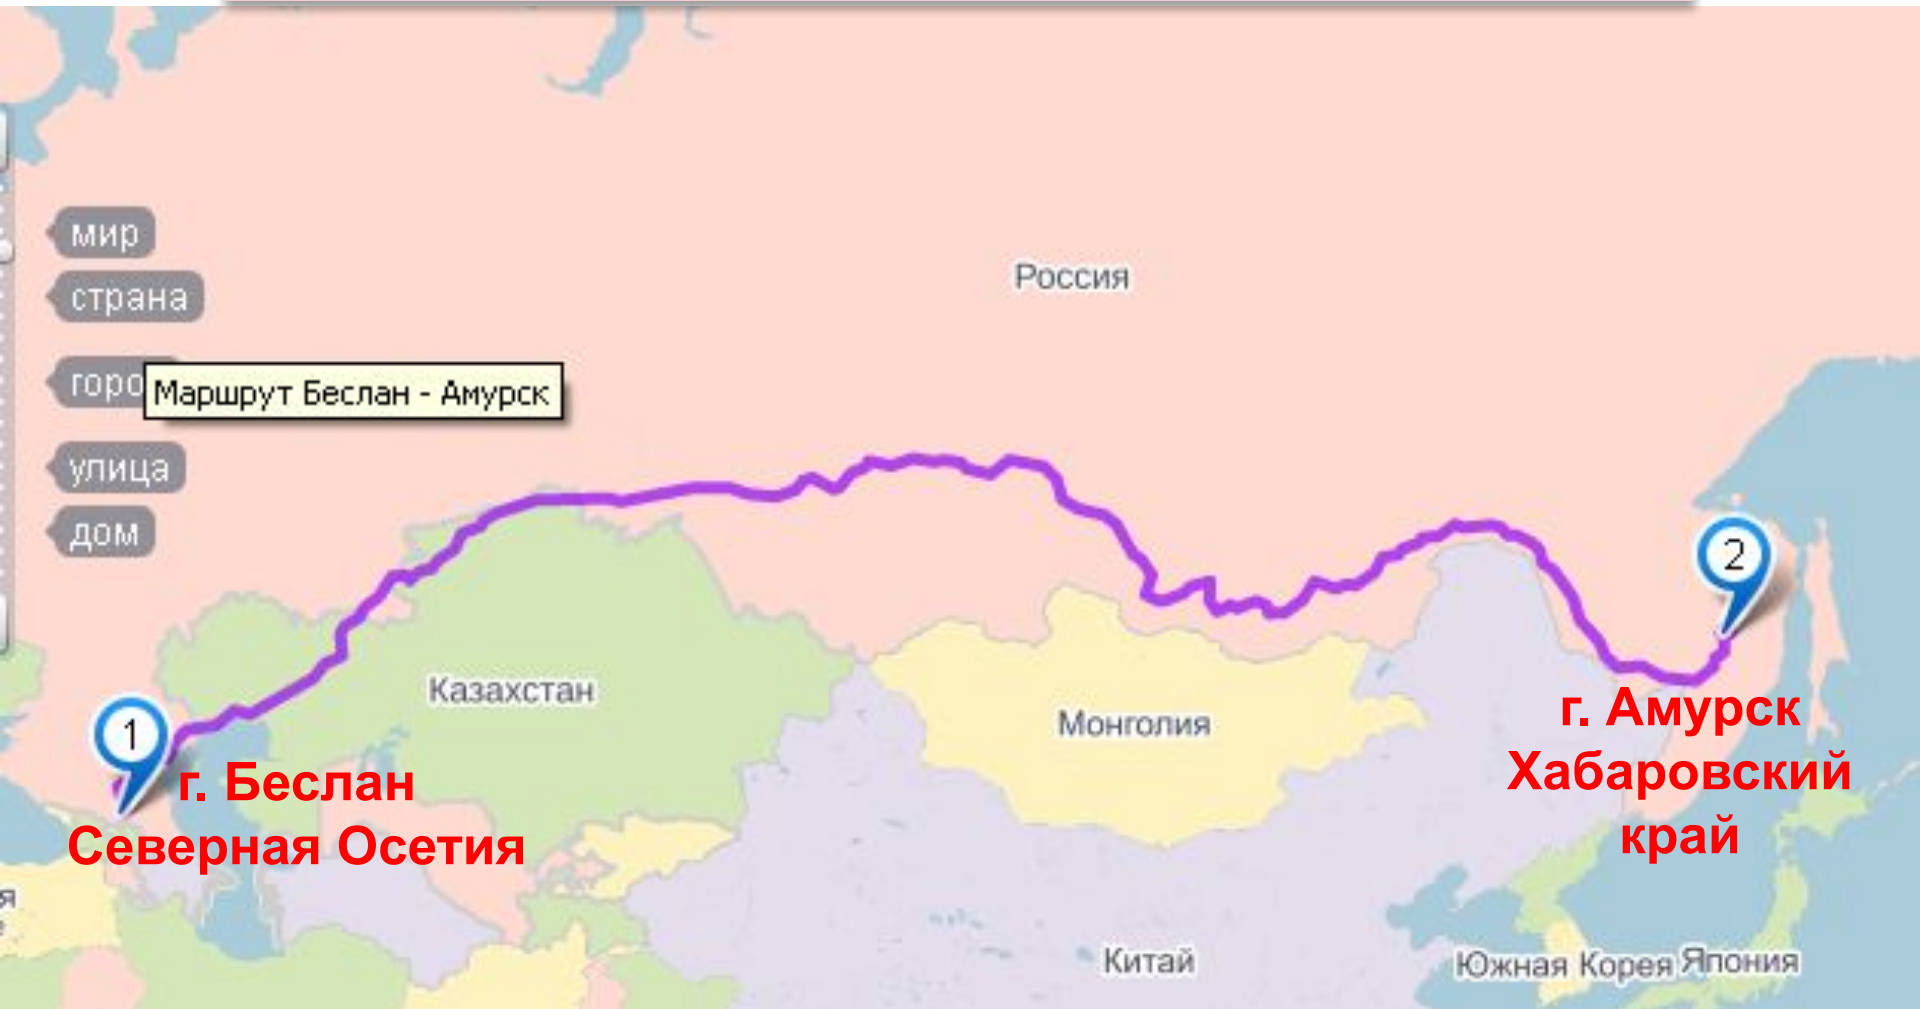 мир
страна
горо
Маршрут Беслан - Амурск
улица
дом
Россия
Казахстан
Монголия
Китай
Южная Корея
Япония
1
г. Беслан
Северная Осетия
2
г. Амурск
Хабаровский
край
я